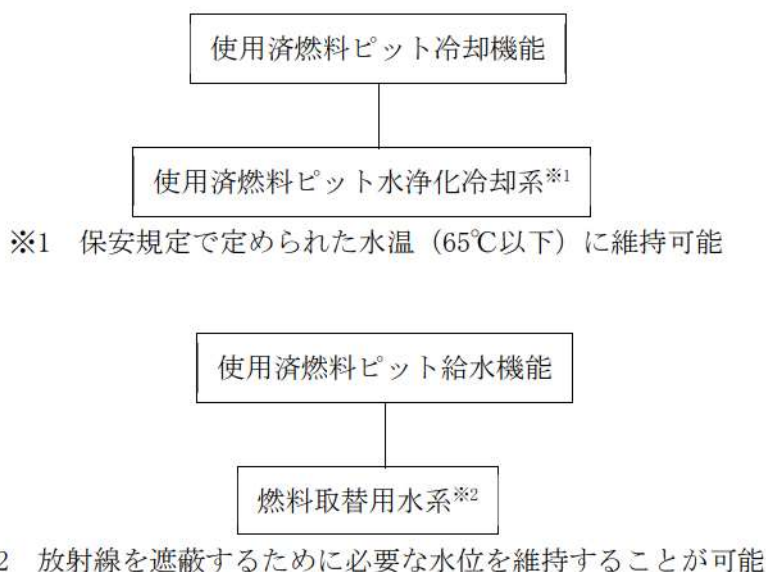 使用済燃料ピット冷却機能
使用済燃料ピット水浄化冷却系※1
※1　保安規定で定められた水温（65℃以下）に維持可能
使用済燃料ピット給水機能
燃料取替用水系※2
2　放射線を遮蔽するために必要な水位を維持することが可能